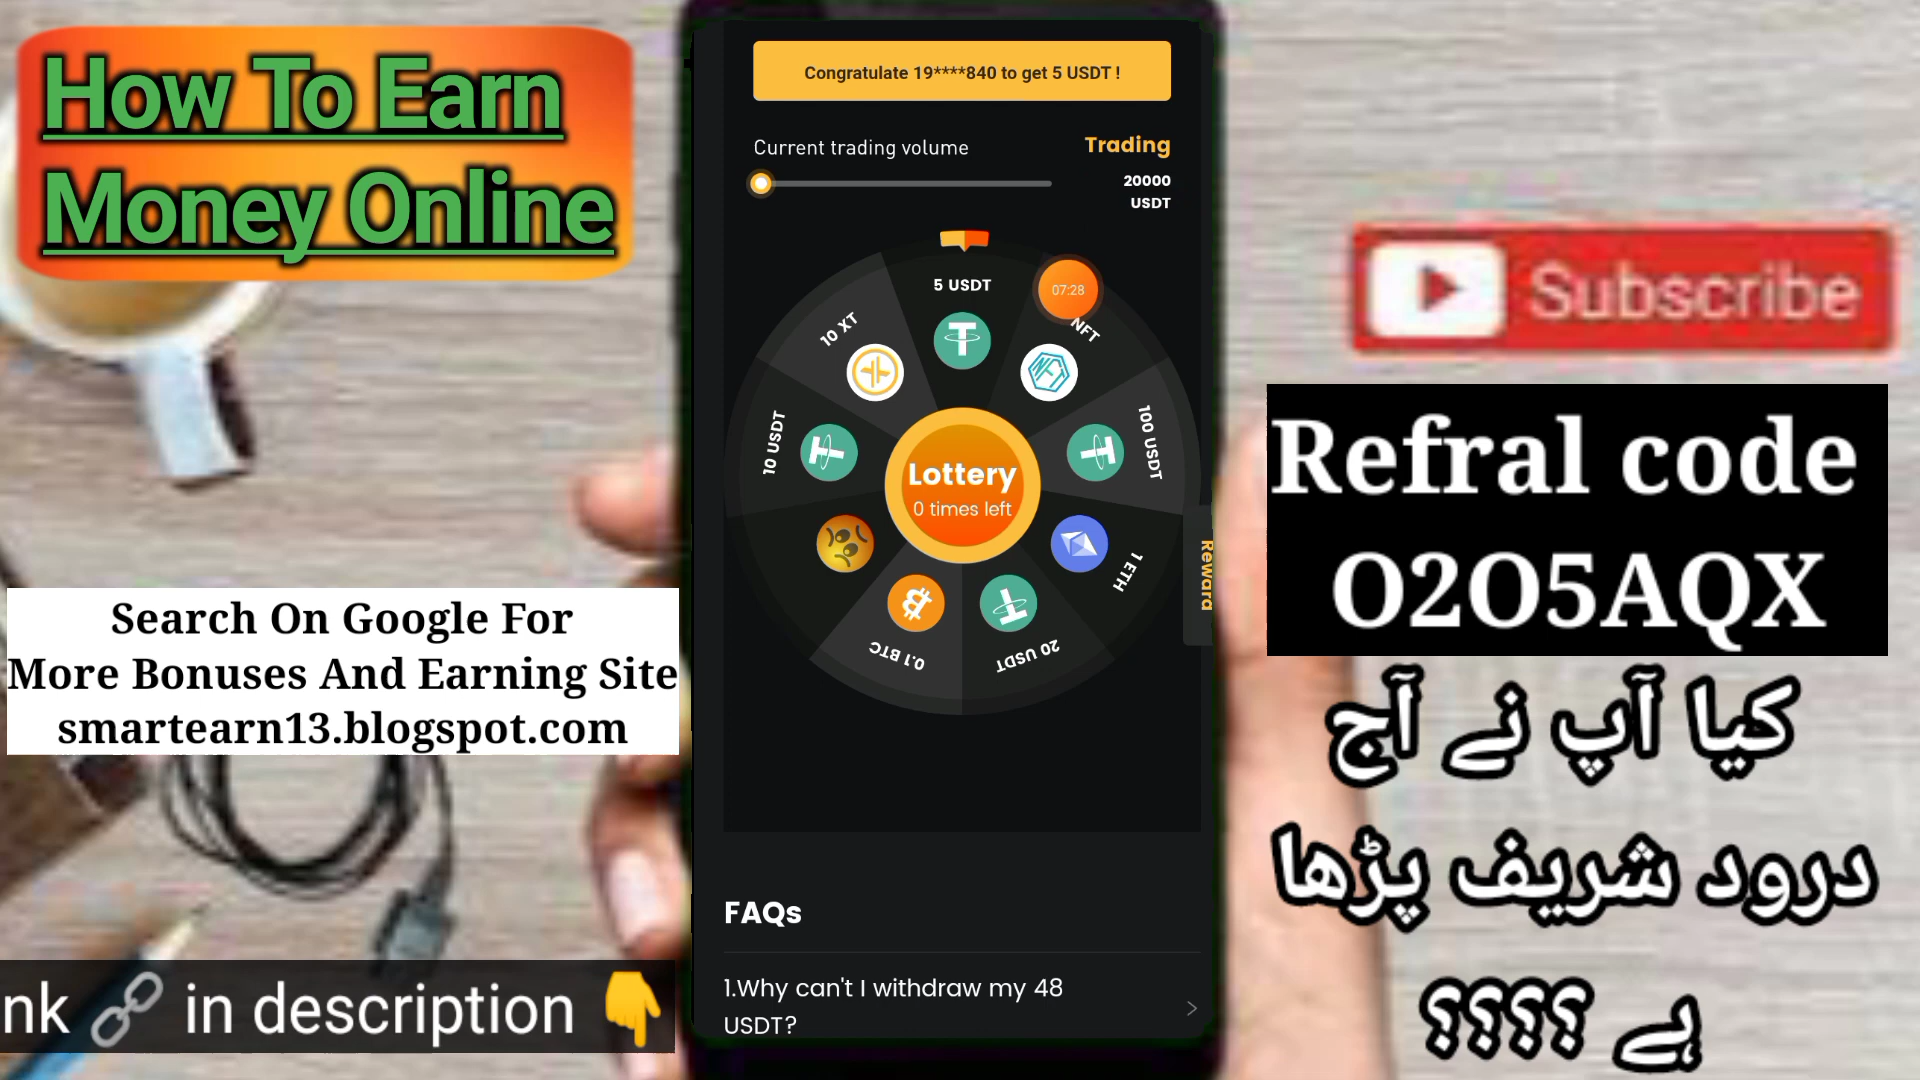 How To Earn
Money Online
Search On Google For
More Bonuses And Earning Site
smartearn13.blogspot.com
nk 🔗 in description 👇
Congratulate 19****840 to get 5 USDT !
Current trading volume
Trading
20000
USDT
5 USDT
07:28
NFT
100 USDT
1 ETH
20 USDT
0.1 BTC
10 USDT
10 XT
Lottery
0 times left
Reward
FAQs
1.Why can't I withdraw my 48
USDT?
Subscribe
Refral code
O2O5AQX
کیا آپ نے آج
درود شریف پڑھا
ہے ؟؟؟؟